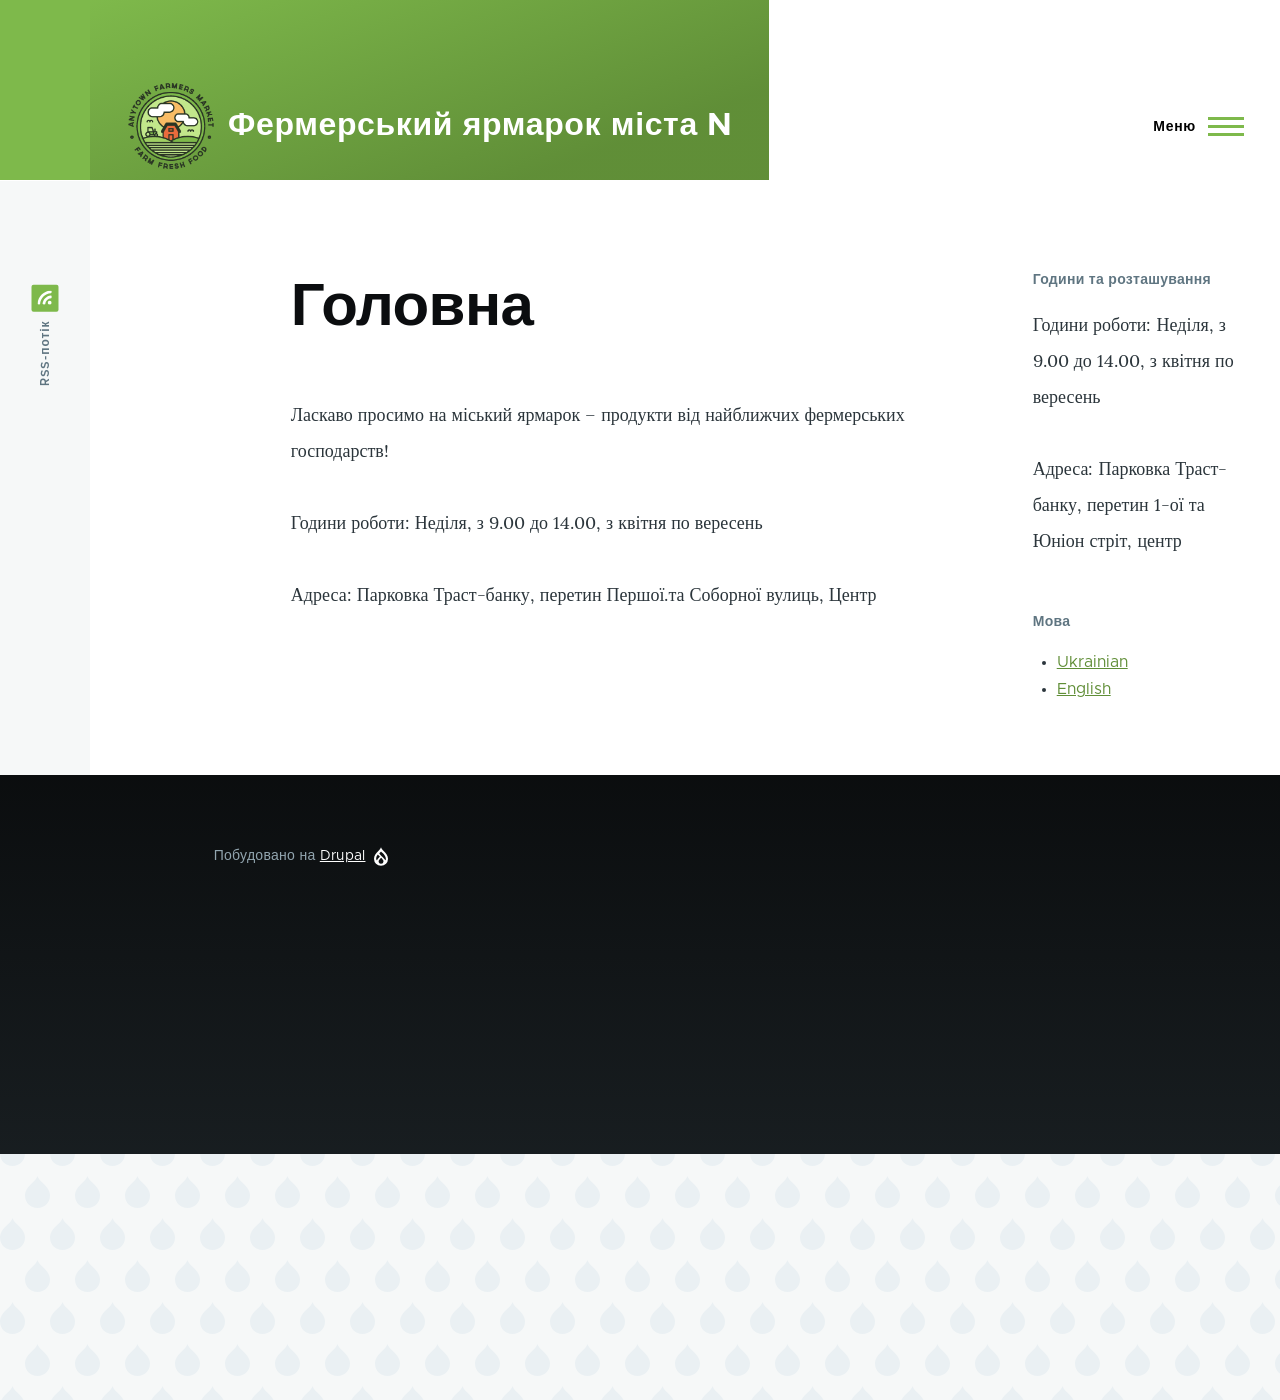 ANYTOWN FARMERS MARKET
FARM FRESH FOOD
Фермерський ярмарок міста N
Меню
RSS-потік
Головна
Ласкаво просимо на міський ярмарок – продукти від найближчих фермерських
господарств!
Години роботи: Неділя, з 9.00 до 14.00, з квітня по вересень
Адреса: Парковка Траст-банку, перетин Першої.та Соборної вулиць, Центр
Години та розташування
Години роботи: Неділя, з
9.00 до 14.00, з квітня по
вересень
Адреса: Парковка Траст-
банку, перетин 1-ої та
Юніон стріт, центр
Мова
Ukrainian
English
Побудовано на Drupal